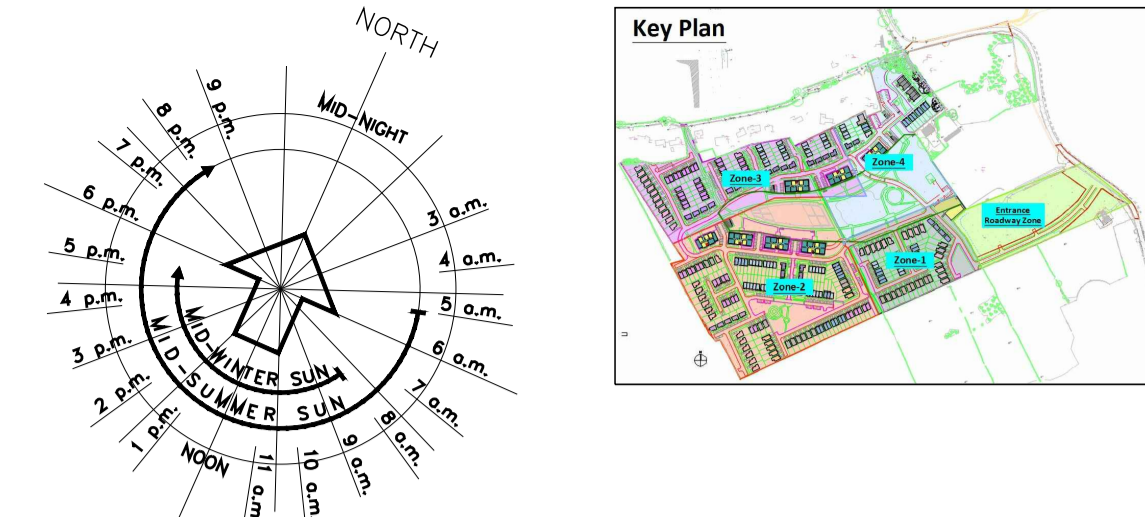 NORTH
MID-NIGHT
3 a.m.
4 a.m.
5 a.m.
6 a.m.
7 a.m.
8 a.m.
9 a.m.
10 a.m.
11 a.m.
NOON
1 p.m.
2 p.m.
3 p.m.
4 p.m.
5 p.m.
6 p.m.
7 p.m.
8 p.m.
9 p.m.
MID-WINTER SUN
MID-SUMMER SUN
Key Plan
Zone-4
Zone-3
Entrance
Roadway Zone
Zone-1
Zone-2